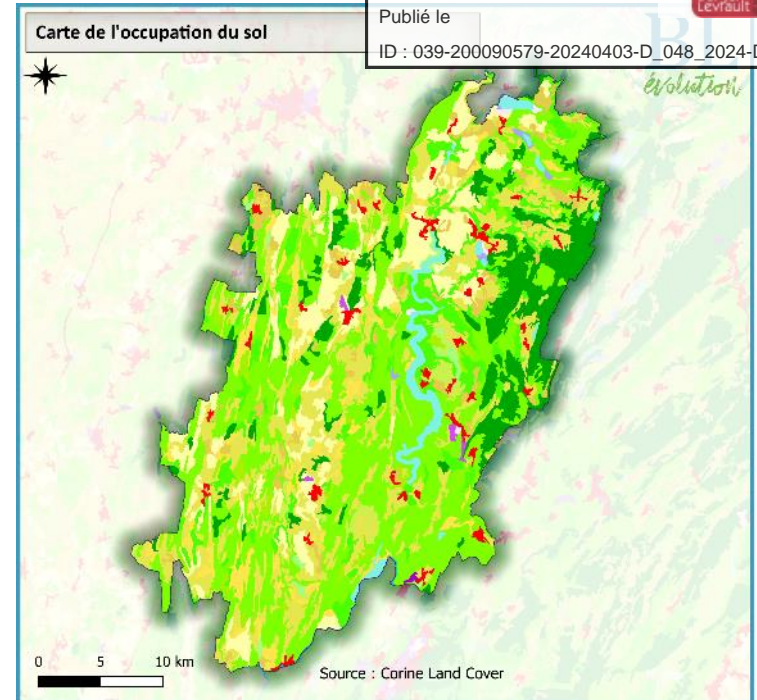 Publié le
Levrault
ID : 039-200090579-20240403-D_048_2024-D
Carte de l'occupation du sol
évolution
0 5 10 km
Source : Corine Land Cover